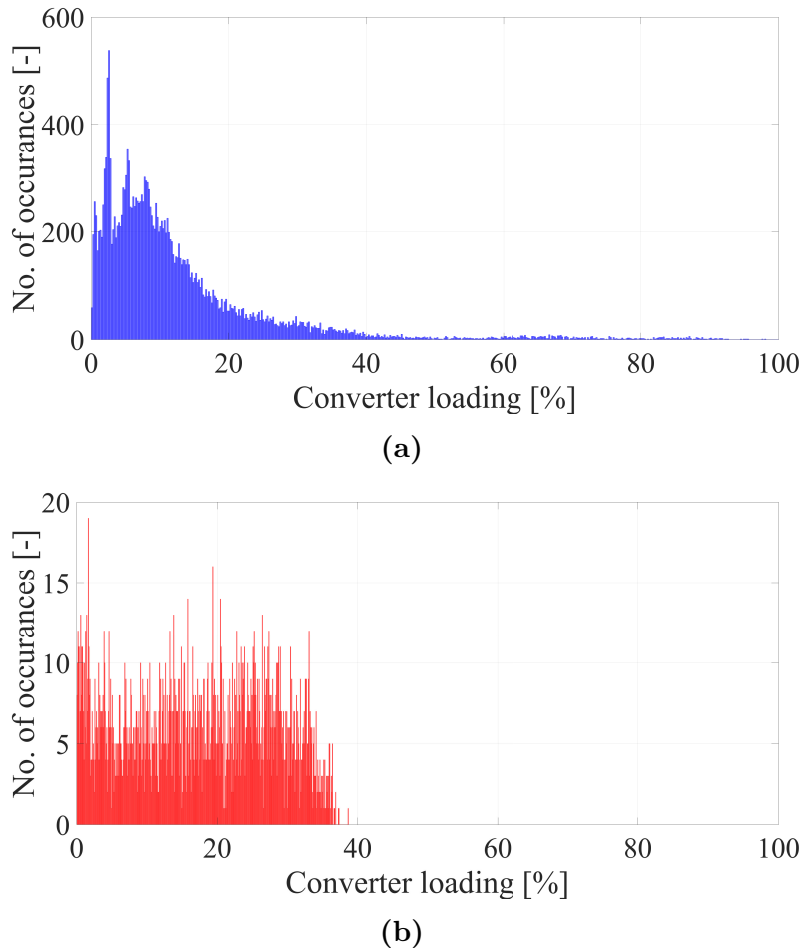 600
400
200
0
No. of occurances [-]
0 20 40 60 80 100
Converter loading [%]
(a)
20
15
10
5
0
No. of occurances [-]
0 20 40 60 80 100
Converter loading [%]
(b)